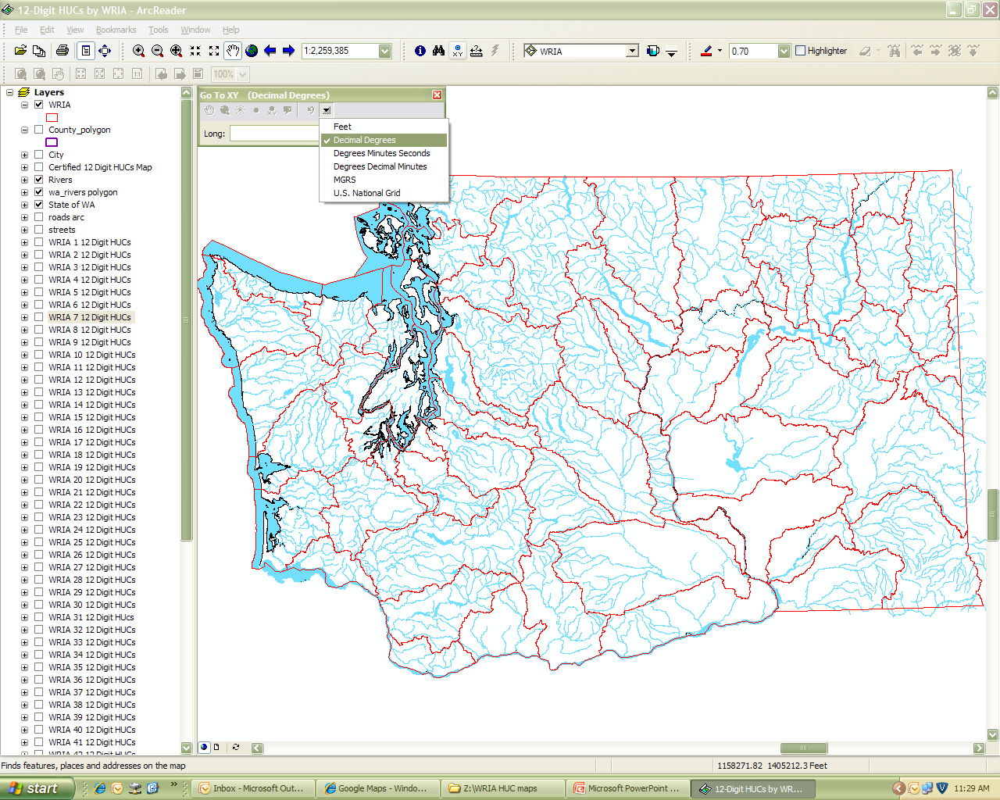 12-Digit HUCs by WRIA - ArcReader
File Edit View Bookmarks Tools Window Help
1:2,259,385 WRIA 0.70 Highlighter
100%
Layers
WRIA
County_polygon
City
Certified 12 Digit HUCs Map
Rivers
wa_rivers polygon
State of WA
roads arc
streets
WRIA 1 12 Digit HUCs
WRIA 2 12 Digit HUCs
WRIA 3 12 Digit HUCs
WRIA 4 12 Digit HUCs
WRIA 5 12 Digit HUCs
WRIA 6 12 Digit HUCs
WRIA 7 12 Digit HUCs
WRIA 8 12 Digit HUCs
WRIA 9 12 Digit HUCs
WRIA 10 12 Digit HUCs
WRIA 11 12 Digit HUCs
WRIA 12 12 Digit HUCs
WRIA 13 12 Digit HUCs
WRIA 14 12 Digit HUCs
WRIA 15 12 Digit HUCs
WRIA 16 12 Digit HUCs
WRIA 17 12 Digit HUCs
WRIA 18 12 Digit HUCs
WRIA 19 12 Digit HUCs
WRIA 20 12 Digit HUCs
WRIA 21 12 Digit HUCs
WRIA 22 12 Digit HUCs
WRIA 23 12 Digit HUCs
WRIA 24 12 Digit HUCs
WRIA 25 12 Digit HUCs
WRIA 26 12 Digit HUCs
WRIA 27 12 Digit HUCs
WRIA 28 12 Digit HUCs
WRIA 29 12 Digit HUCs
WRIA 30 12 Digit HUCs
WRIA 31 12 Digit HUcs
WRIA 32 12 Digit HUCs
WRIA 33 12 Digit HUCs
WRIA 34 12 Digit HUCs
WRIA 35 12 Digit HUCs
WRIA 36 12 Digit HUCs
WRIA 37 12 Digit HUCs
WRIA 38 12 Digit HUCs
WRIA 39 12 Digit HUCs
WRIA 40 12 Digit HUCs
WRIA 41 12 Digit HUCs
WRIA 42 12 Digit HUCs
Go To XY (Decimal Degrees)
Long:
Feet
Decimal Degrees
Degrees Minutes Seconds
Degrees Decimal Minutes
MGRS
U.S. National Grid
Finds features, places and addresses on the map
1158271.82 1405212.3 Feet
start Inbox - Microsoft Out... Google Maps - Windo... Z:\WRIA HUC maps Microsoft PowerPoint ... 12-Digit HUCs by WR... 11:29 AM